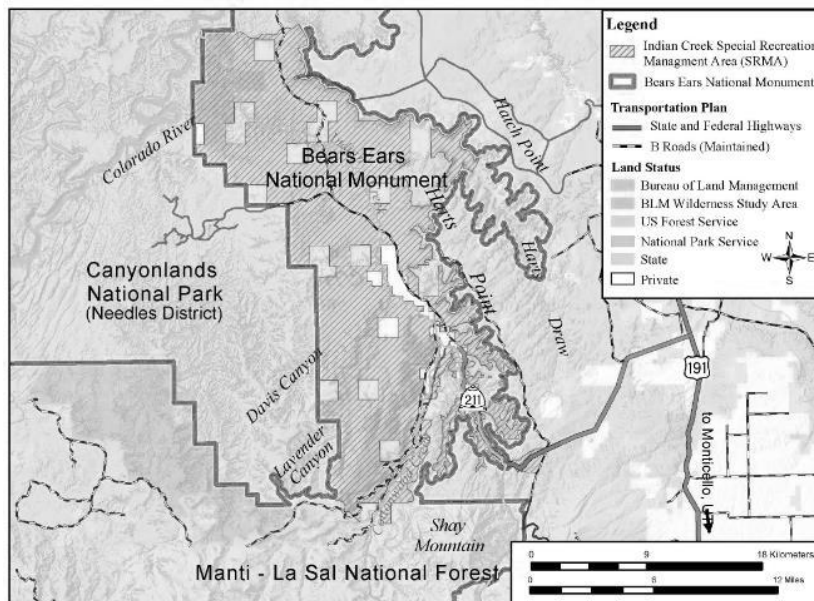 Legend
Indian Creek Special Recreation
Managment Area (SRMA)
Bears Ears National Monument
Transportation Plan
State and Federal Highways
B Roads (Maintained)
Land Status
Bureau of Land Management
BLM Wilderness Study Area
US Forest Service
National Park Service
State
Private
N
W
E
S
Colorado River
Hatch Point
Bears Ears
National Monument
Harts
Point
Harts
Draw
Canyonlands
National Park
(Needles District)
Davis Canyon
Lavender
Canyon
211
191
to Monticello, UT
Shay
Mountain
Manti - La Sal National Forest
0 9 18 Kilometers
0 6 12 Miles